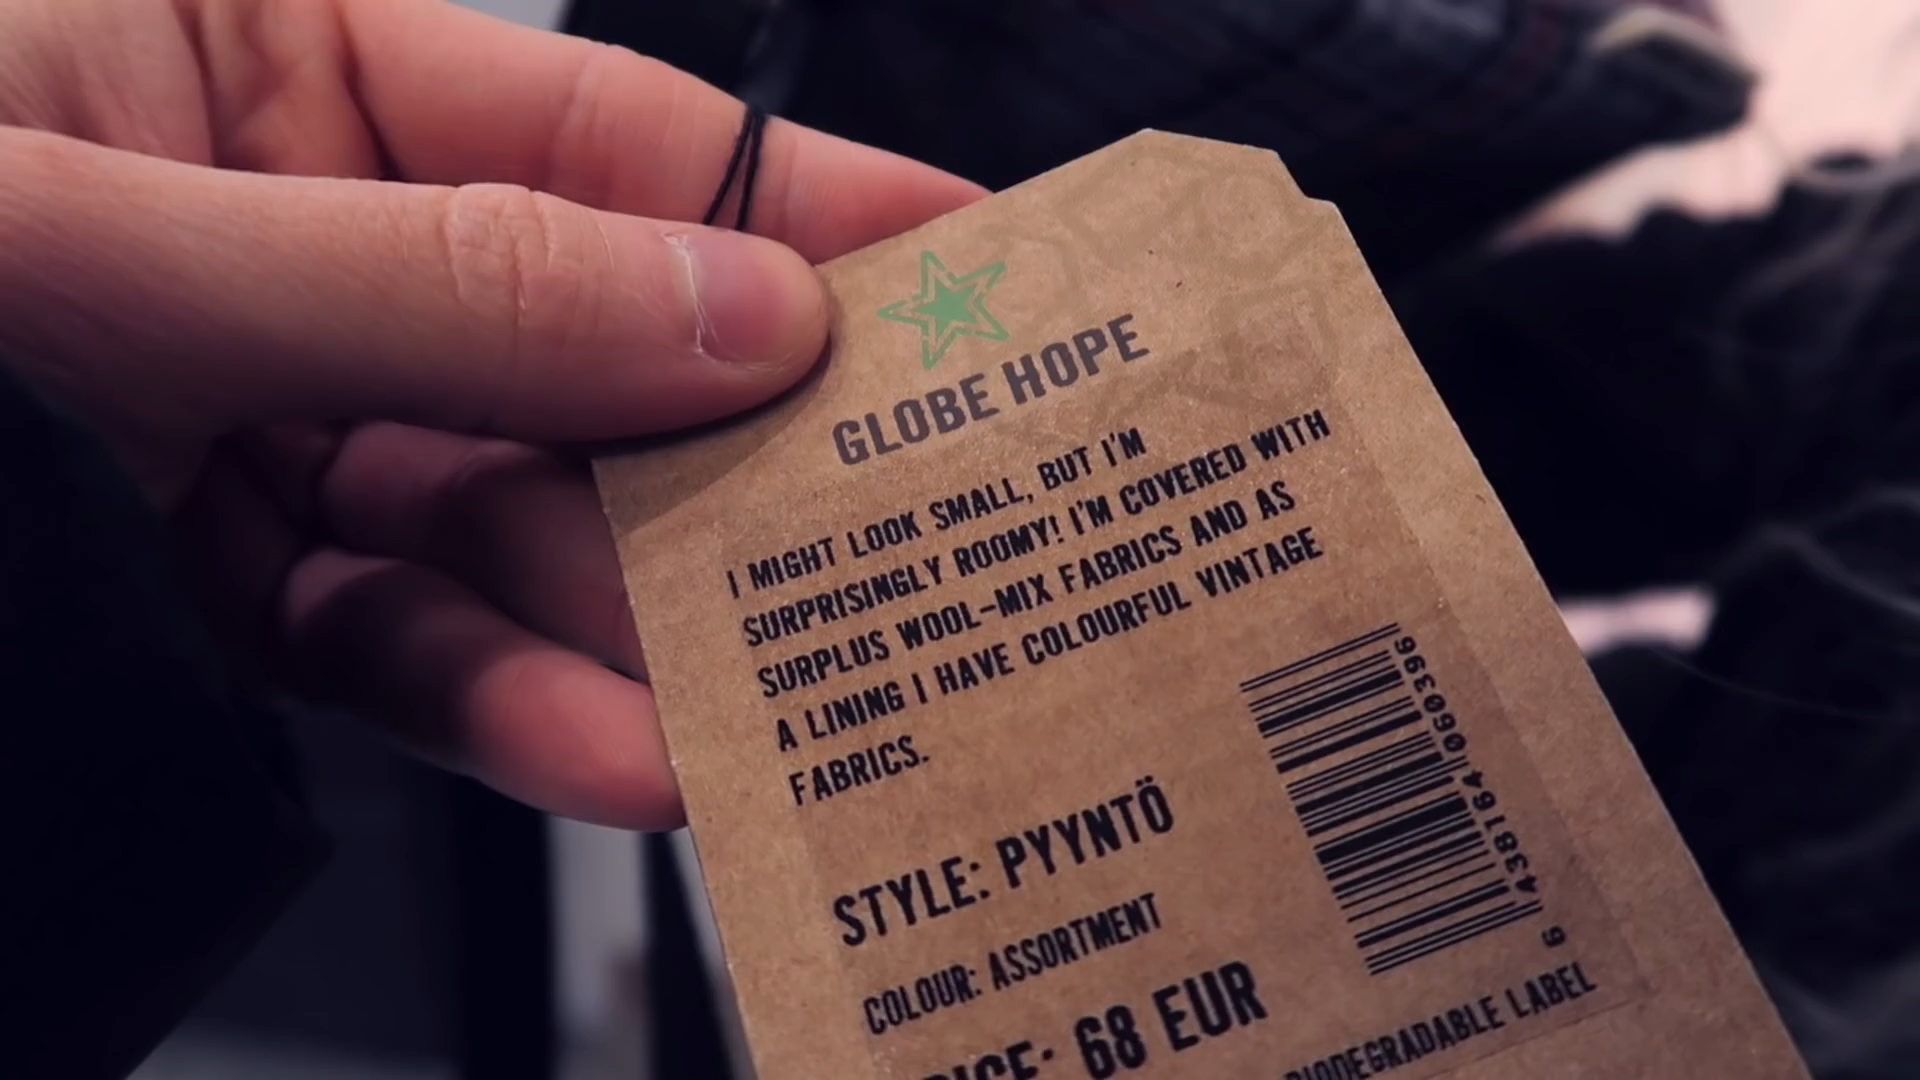 GLOBE HOPE
I MIGHT LOOK SMALL, BUT I'M
SURPRISINGLY ROOMY! I'M COVERED WITH
SURPLUS WOOL-MIX FABRICS AND AS
A LINING I HAVE COLOURFUL VINTAGE
FABRICS.
STYLE: PYYNTÖ
COLOUR: ASSORTMENT
PRICE: 68 EUR
6 438164 060396
BIODEGRADABLE LABEL